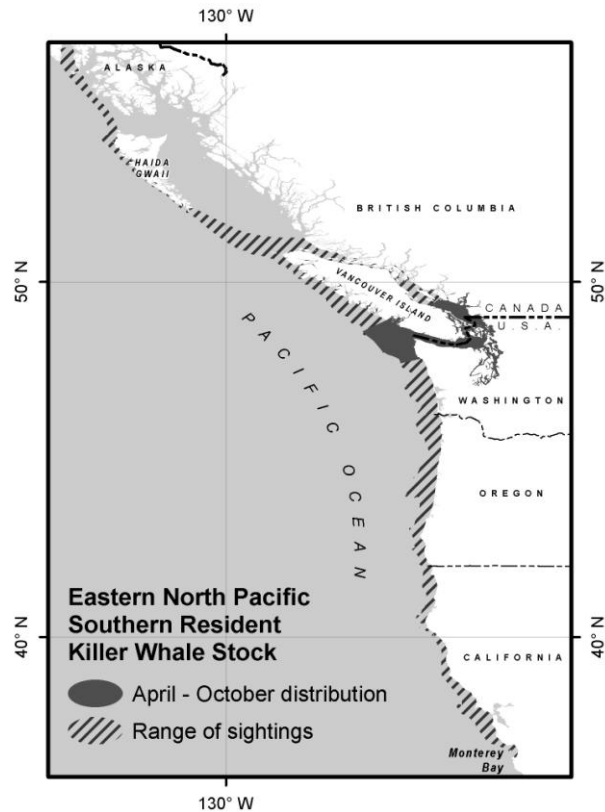 130° W
ALASKA
HAIDA
GWAII
BRITISH COLUMBIA
50° N
50° N
VANCOUVER ISLAND
CANADA
U.S.A.
PACIFIC OCEAN
WASHINGTON
OREGON
Eastern North Pacific
Southern Resident
Killer Whale Stock
40° N
40° N
CALIFORNIA
April - October distribution
Range of sightings
Monterey
Bay
130° W